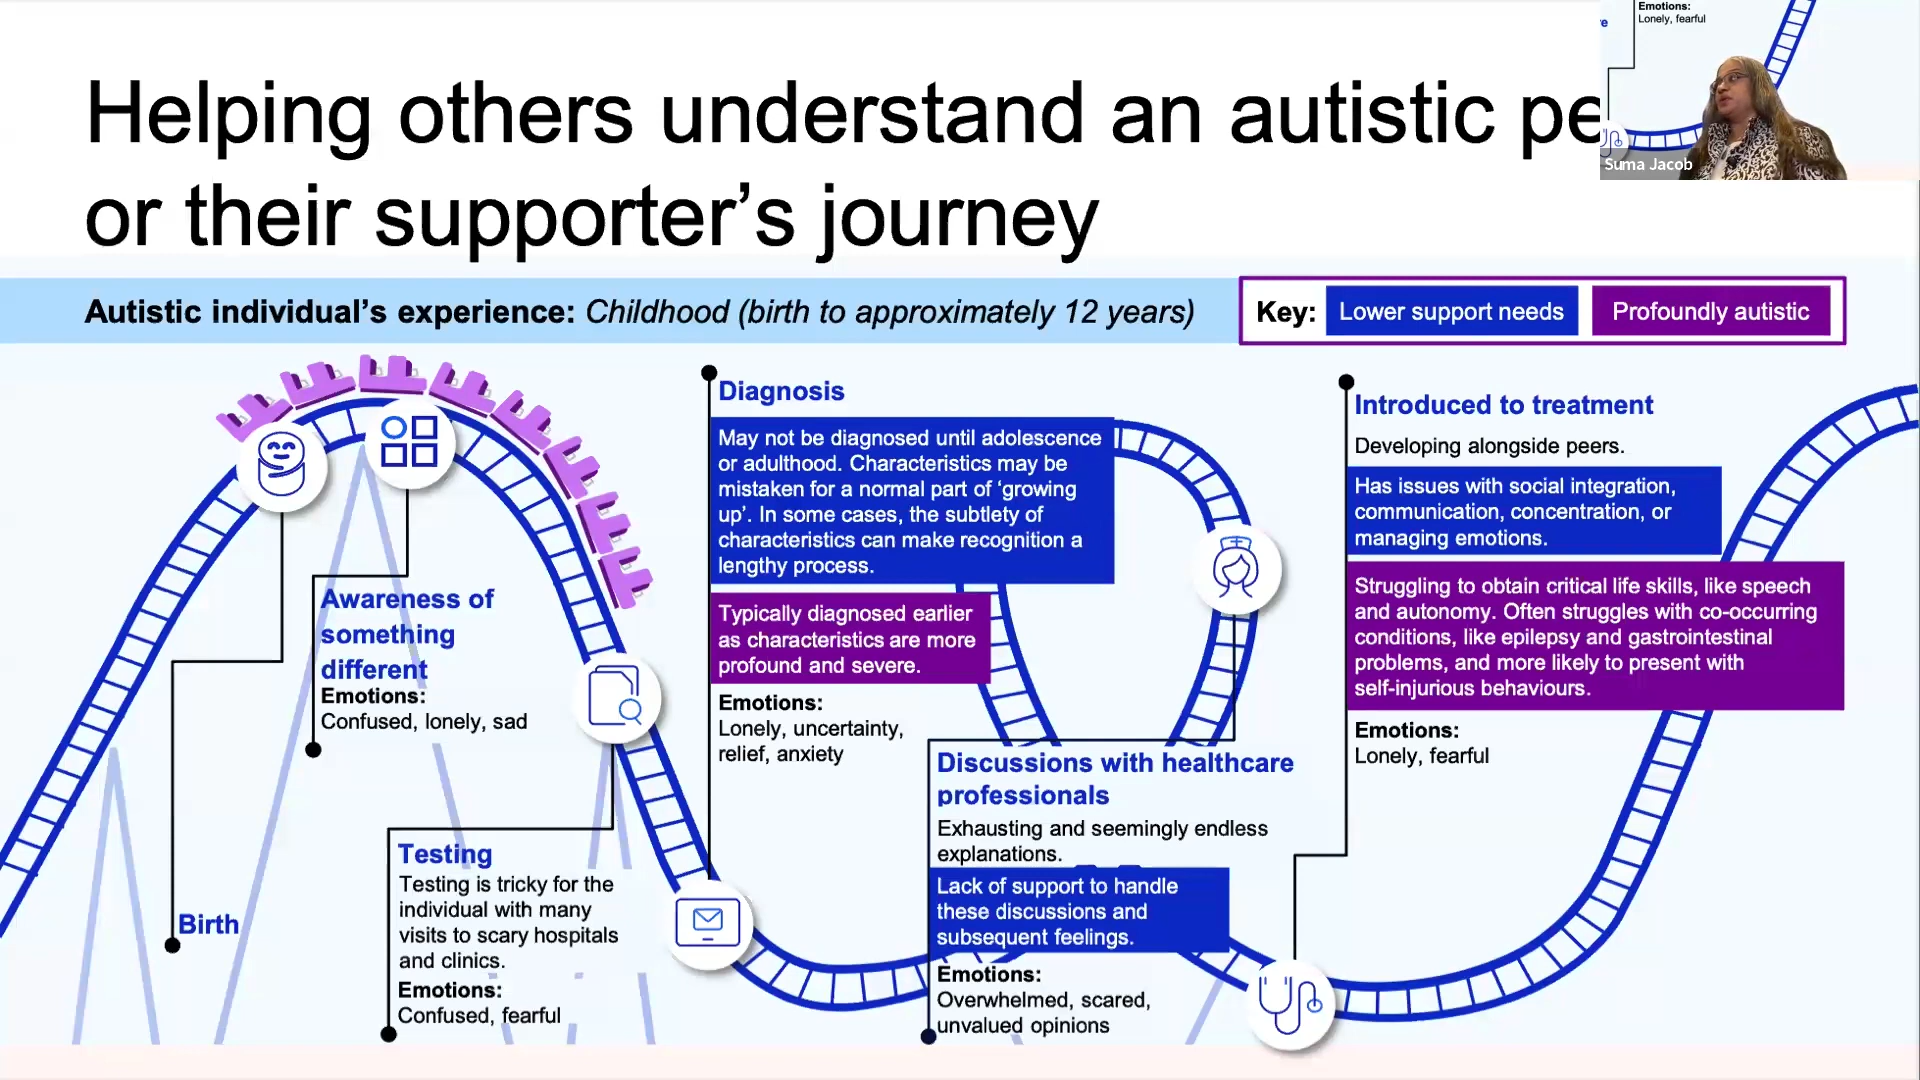 Helping others understand an autistic pe
or their supporter’s journey
Emotions:
Lonely, fearful
Suma Jacob
Autistic individual’s experience: Childhood (birth to approximately 12 years)
Key: Lower support needs Profoundly autistic
Birth
Awareness of
something
different
Emotions:
Confused, lonely, sad
Testing
Testing is tricky for the
individual with many
visits to scary hospitals
and clinics.
Emotions:
Confused, fearful
Diagnosis
May not be diagnosed until adolescence
or adulthood. Characteristics may be
mistaken for a normal part of ‘growing
up’. In some cases, the subtlety of
characteristics can make recognition a
lengthy process.
Typically diagnosed earlier
as characteristics are more
profound and severe.
Emotions:
Lonely, uncertainty,
relief, anxiety
Discussions with healthcare
professionals
Exhausting and seemingly endless
explanations.
Lack of support to handle
these discussions and
subsequent feelings.
Emotions:
Overwhelmed, scared,
unvalued opinions
Introduced to treatment
Developing alongside peers.
Has issues with social integration,
communication, concentration, or
managing emotions.
Struggling to obtain critical life skills, like speech
and autonomy. Often struggles with co-occurring
conditions, like epilepsy and gastrointestinal
problems, and more likely to present with
self-injurious behaviours.
Emotions:
Lonely, fearful